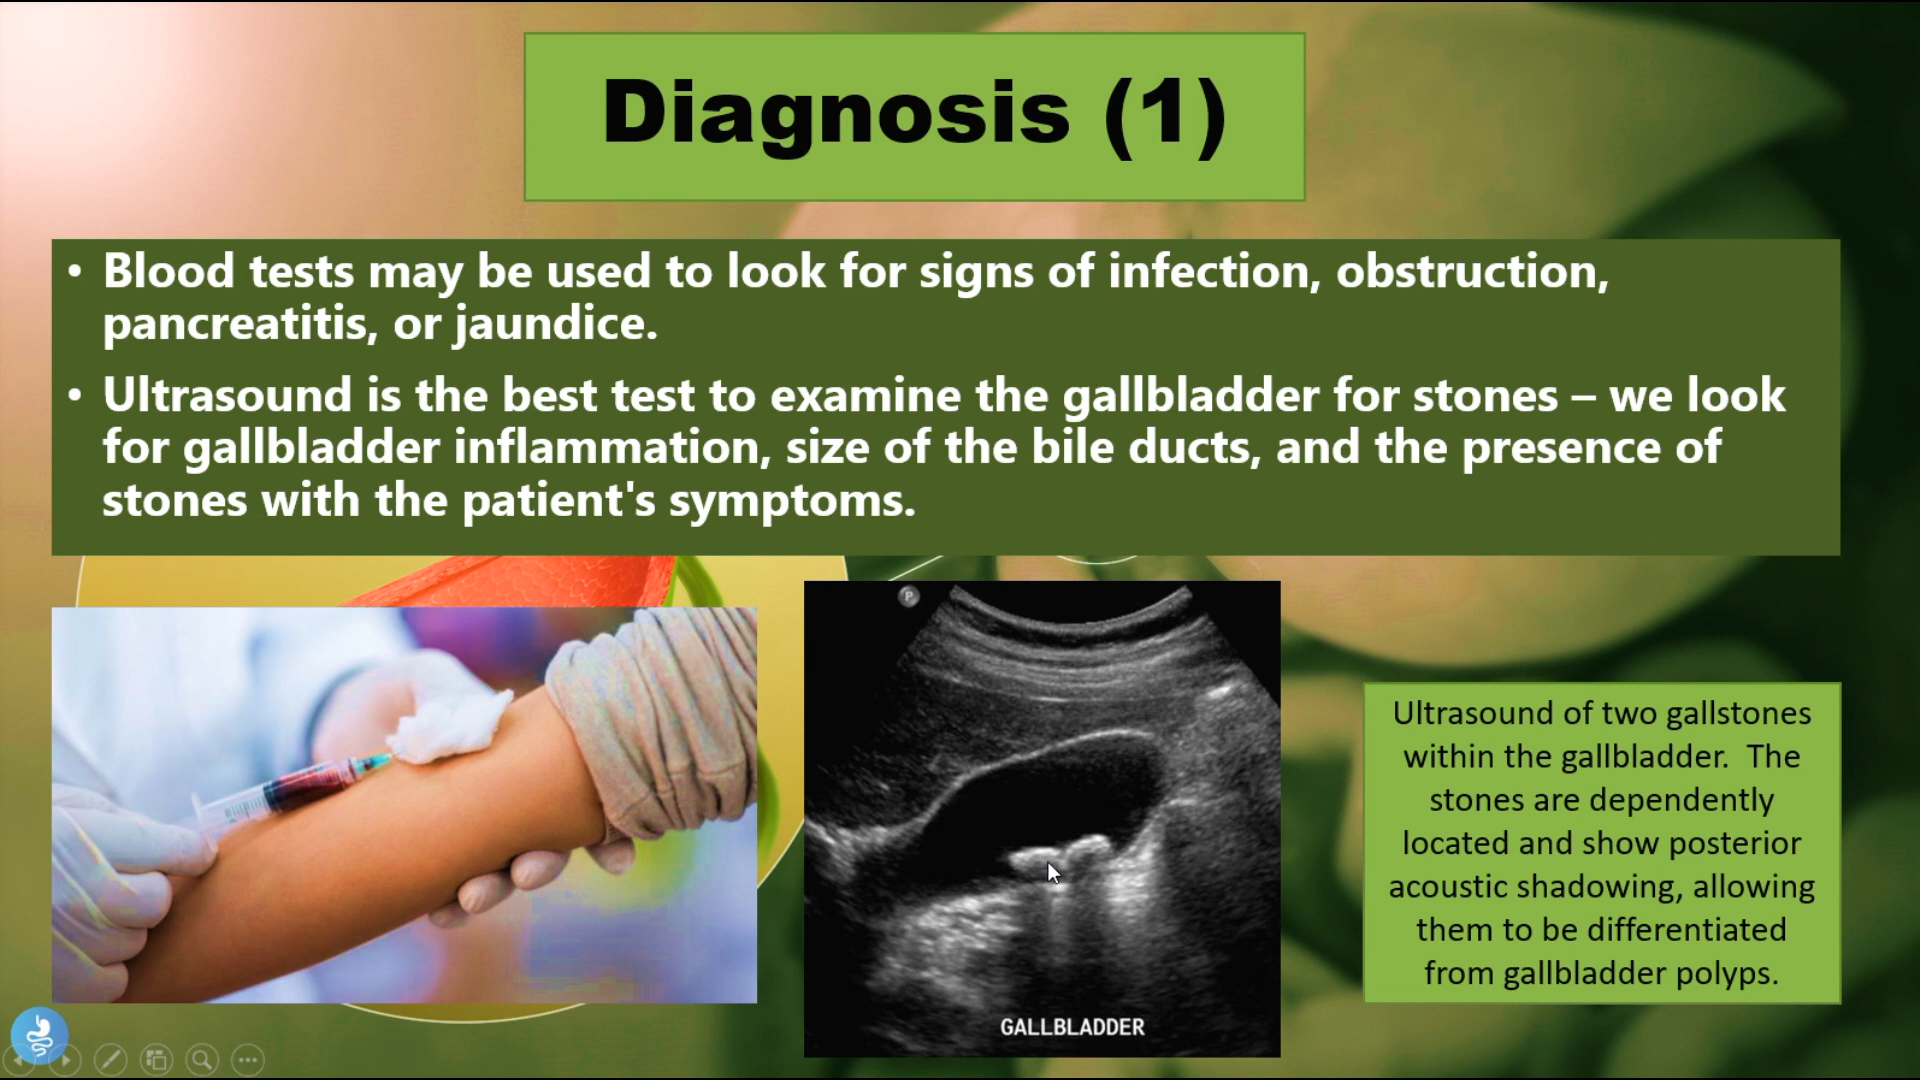 Diagnosis (1)
• Blood tests may be used to look for signs of infection, obstruction,
pancreatitis, or jaundice.
• Ultrasound is the best test to examine the gallbladder for stones – we look
for gallbladder inflammation, size of the bile ducts, and the presence of
stones with the patient's symptoms.
P
GALLBLADDER
Ultrasound of two gallstones
within the gallbladder.  The
stones are dependently
located and show posterior
acoustic shadowing, allowing
them to be differentiated
from gallbladder polyps.